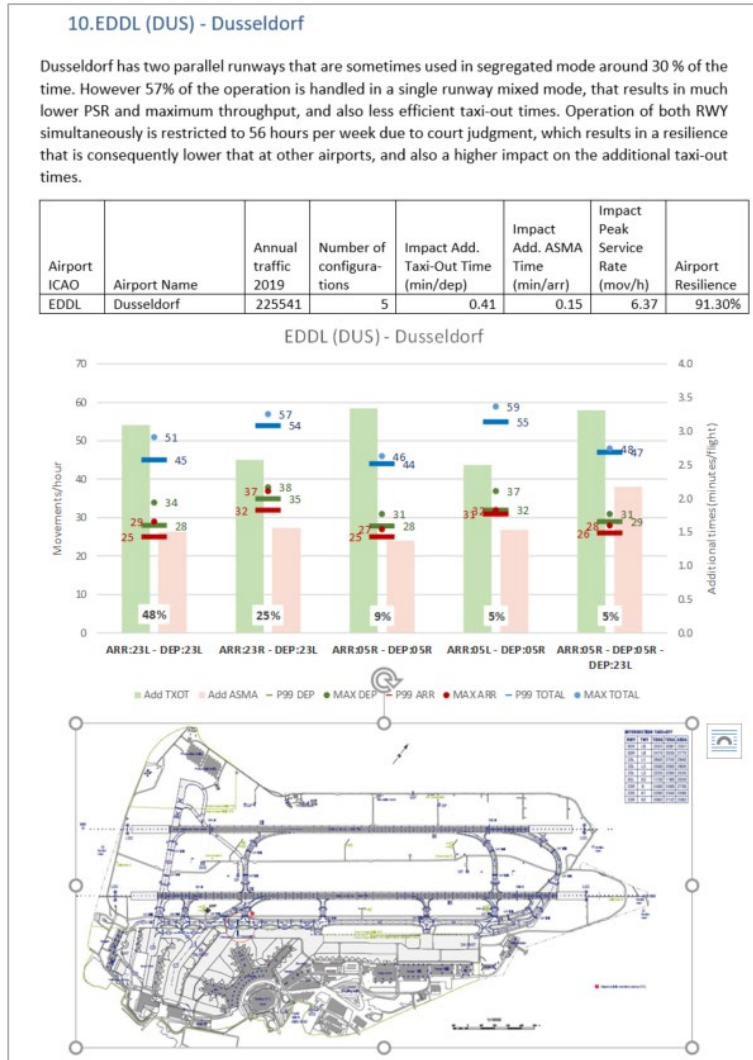 10.EDDL (DUS) - Dusseldorf
Dusseldorf has two parallel runways that are sometimes used in segregated mode around 30 % of the
time. However 57% of the operation is handled in a single runway mixed mode, that results in much
lower PSR and maximum throughput, and also less efficient taxi-out times. Operation of both RWY
simultaneously is restricted to 56 hours per week due to court judgment, which results in a resilience
that is consequently lower that at other airports, and also a higher impact on the additional taxi-out
times.
Airport ICAO
Airport Name
Annual traffic 2019
Number of configura-tions
Impact Add. Taxi-Out Time (min/dep)
Impact Add. ASMA Time (min/arr)
Impact Peak Service Rate (mov/h)
Airport Resilience
EDDL Dusseldorf 225541 5 0.41 0.15 6.37 91.30%
EDDL (DUS) - Dusseldorf
Movements/hour
70
60
50
40
30
20
10
0
51
45
34
28
29
25
48%
57
54
38
35
37
32
25%
46
44
31
28
27
25
9%
59
55
37
32
32
31
5%
48
47
31
29
28
26
5%
4.0
3.5
3.0
2.5
2.0
1.5
1.0
0.5
0.0
Additional times(minutes/flight)
ARR:23L - DEP:23L
ARR:23R - DEP:23L
ARR:05R - DEP:05R
ARR:05L - DEP:05R
ARR:05R - DEP:05R -
DEP:23L
Add TXOT Add ASMA P99 DEP MAX DEP P99 ARR MAX ARR P99 TOTAL MAX TOTAL